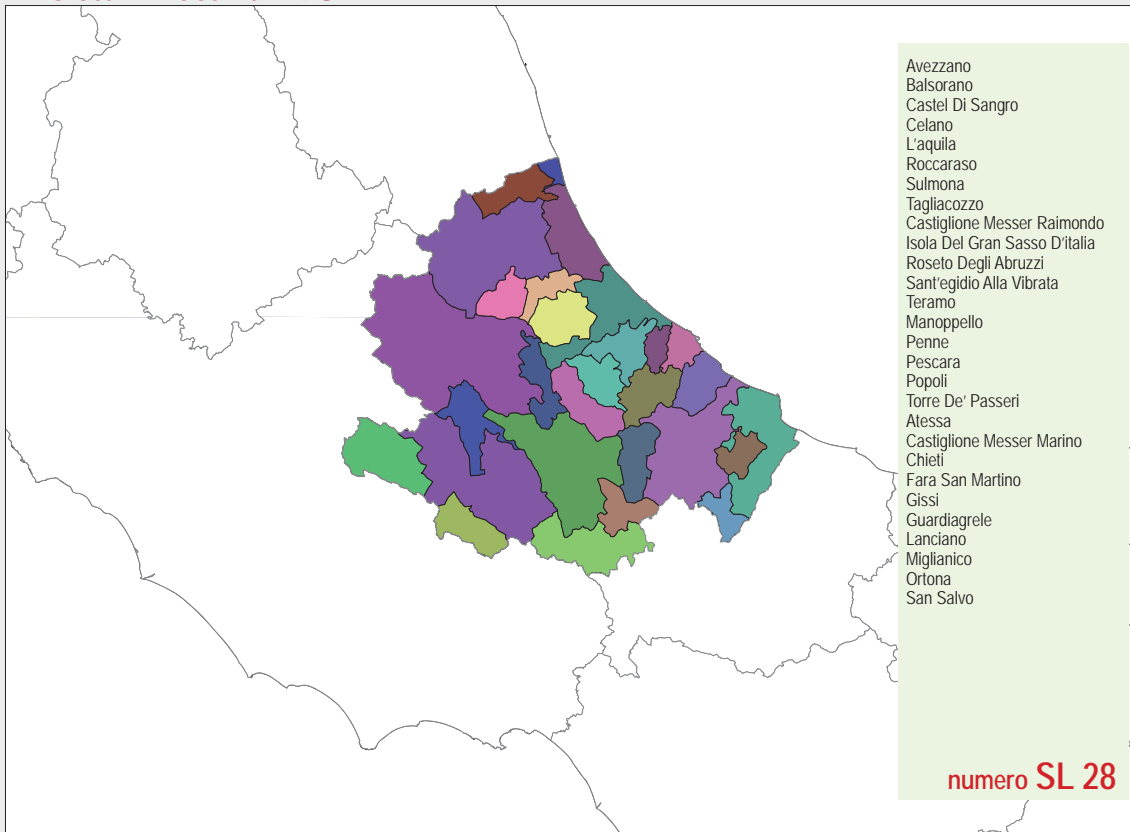 Avezzano
Balsorano
Castel Di Sangro
Celano
L'aquila
Roccaraso
Sulmona
Tagliacozzo
Castiglione Messer Raimondo
Isola Del Gran Sasso D'italia
Roseto Degli Abruzzi
Sant'egidio Alla Vibrata
Teramo
Manoppello
Penne
Pescara
Popoli
Torre De' Passeri
Atessa
Castiglione Messer Marino
Chieti
Fara San Martino
Gissi
Guardiagrele
Lanciano
Miglianico
Ortona
San Salvo
numero SL 28